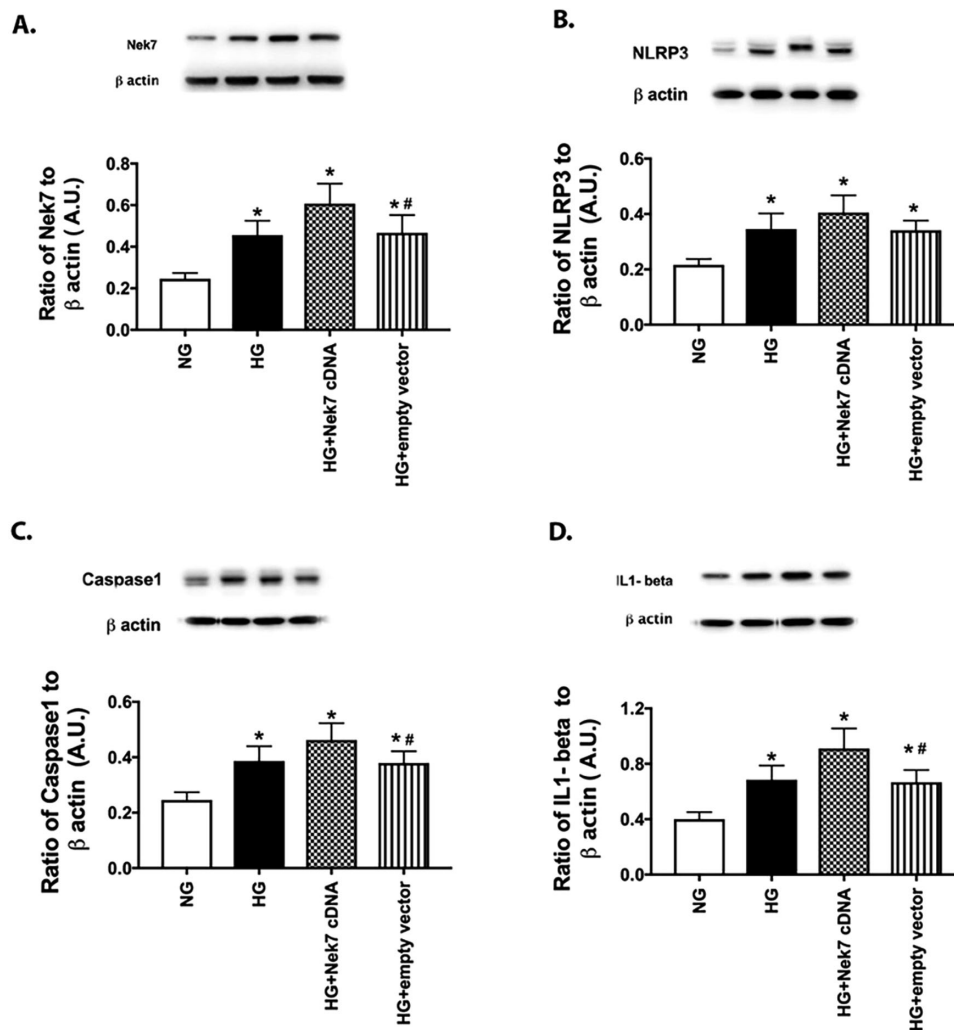 A.
Nek7
β actin
Ratio of Nek7 to
β actin ( A.U.)
0.8
0.6
0.4
0.2
0.0
*
*
* #
NG
HG
HG+Nek7 cDNA
HG+empty vector
B.
NLRP3
β actin
Ratio of NLRP3 to
β actin (A.U.)
0.6
0.4
0.2
0.0
*
*
*
NG
HG
HG+Nek7 cDNA
HG+empty vector
C.
Caspase1
β actin
Ratio of Caspase1 to
β actin (A.U.)
0.6
0.4
0.2
0.0
*
*
* #
NG
HG
HG+Nek7 cDNA
HG+empty vector
D.
IL1- beta
β actin
Ratio of IL1- beta to
β actin ( A.U.)
1.2
0.8
0.4
0.0
*
*
* #
NG
HG
HG+Nek7 cDNA
HG+empty vector